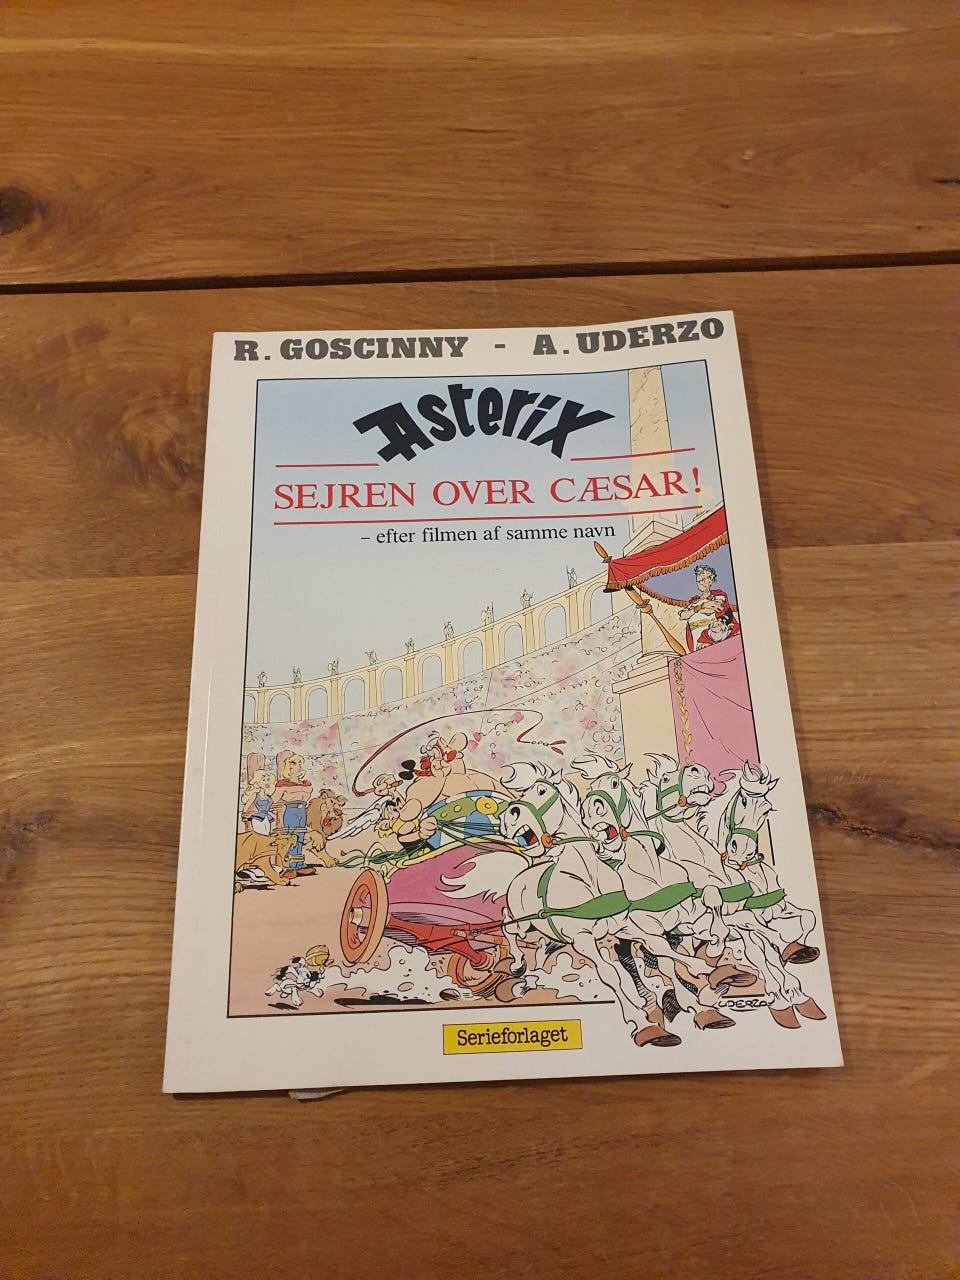 R. GOSCINNY - A. UDERZO
Asterix
SEJREN OVER CÆSAR!
– efter filmen af samme navn
UDERZO
Serieforlaget